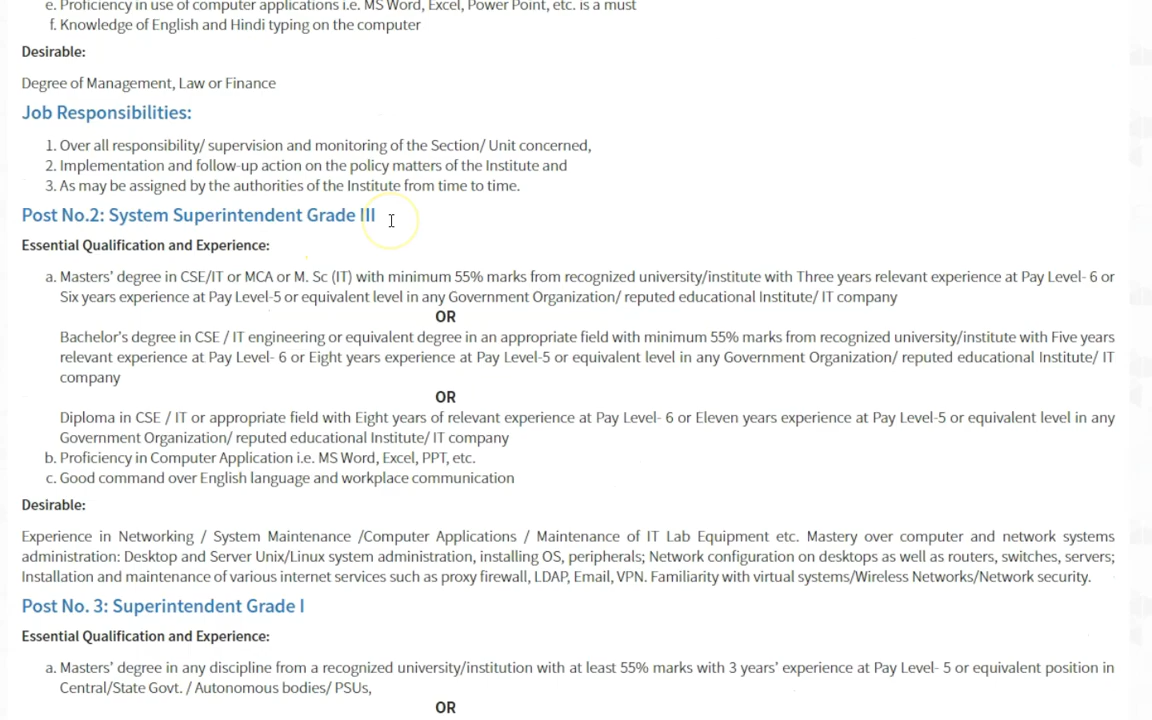 e. Proficiency in use of computer applications i.e. MS Word, Excel, Power Point, etc. is a must
f. Knowledge of English and Hindi typing on the computer
Desirable:
Degree of Management, Law or Finance
Job Responsibilities:
1. Over all responsibility/ supervision and monitoring of the Section/ Unit concerned,
2. Implementation and follow-up action on the policy matters of the Institute and
3. As may be assigned by the authorities of the Institute from time to time.
Post No.2: System Superintendent Grade III
Essential Qualification and Experience:
a. Masters’ degree in CSE/IT or MCA or M. Sc (IT) with minimum 55% marks from recognized university/institute with Three years relevant experience at Pay Level- 6 or
Six years experience at Pay Level-5 or equivalent level in any Government Organization/ reputed educational Institute/ IT company
OR
Bachelor’s degree in CSE / IT engineering or equivalent degree in an appropriate field with minimum 55% marks from recognized university/institute with Five years
relevant experience at Pay Level- 6 or Eight years experience at Pay Level-5 or equivalent level in any Government Organization/ reputed educational Institute/ IT
company
OR
Diploma in CSE / IT or appropriate field with Eight years of relevant experience at Pay Level- 6 or Eleven years experience at Pay Level-5 or equivalent level in any
Government Organization/ reputed educational Institute/ IT company
b. Proficiency in Computer Application i.e. MS Word, Excel, PPT, etc.
c. Good command over English language and workplace communication
Desirable:
Experience in Networking / System Maintenance /Computer Applications / Maintenance of IT Lab Equipment etc. Mastery over computer and network systems
administration: Desktop and Server Unix/Linux system administration, installing OS, peripherals; Network configuration on desktops as well as routers, switches, servers;
Installation and maintenance of various internet services such as proxy firewall, LDAP, Email, VPN. Familiarity with virtual systems/Wireless Networks/Network security.
Post No. 3: Superintendent Grade I
Essential Qualification and Experience:
a. Masters’ degree in any discipline from a recognized university/institution with at least 55% marks with 3 years’ experience at Pay Level- 5 or equivalent position in
Central/State Govt. / Autonomous bodies/ PSUs,
OR